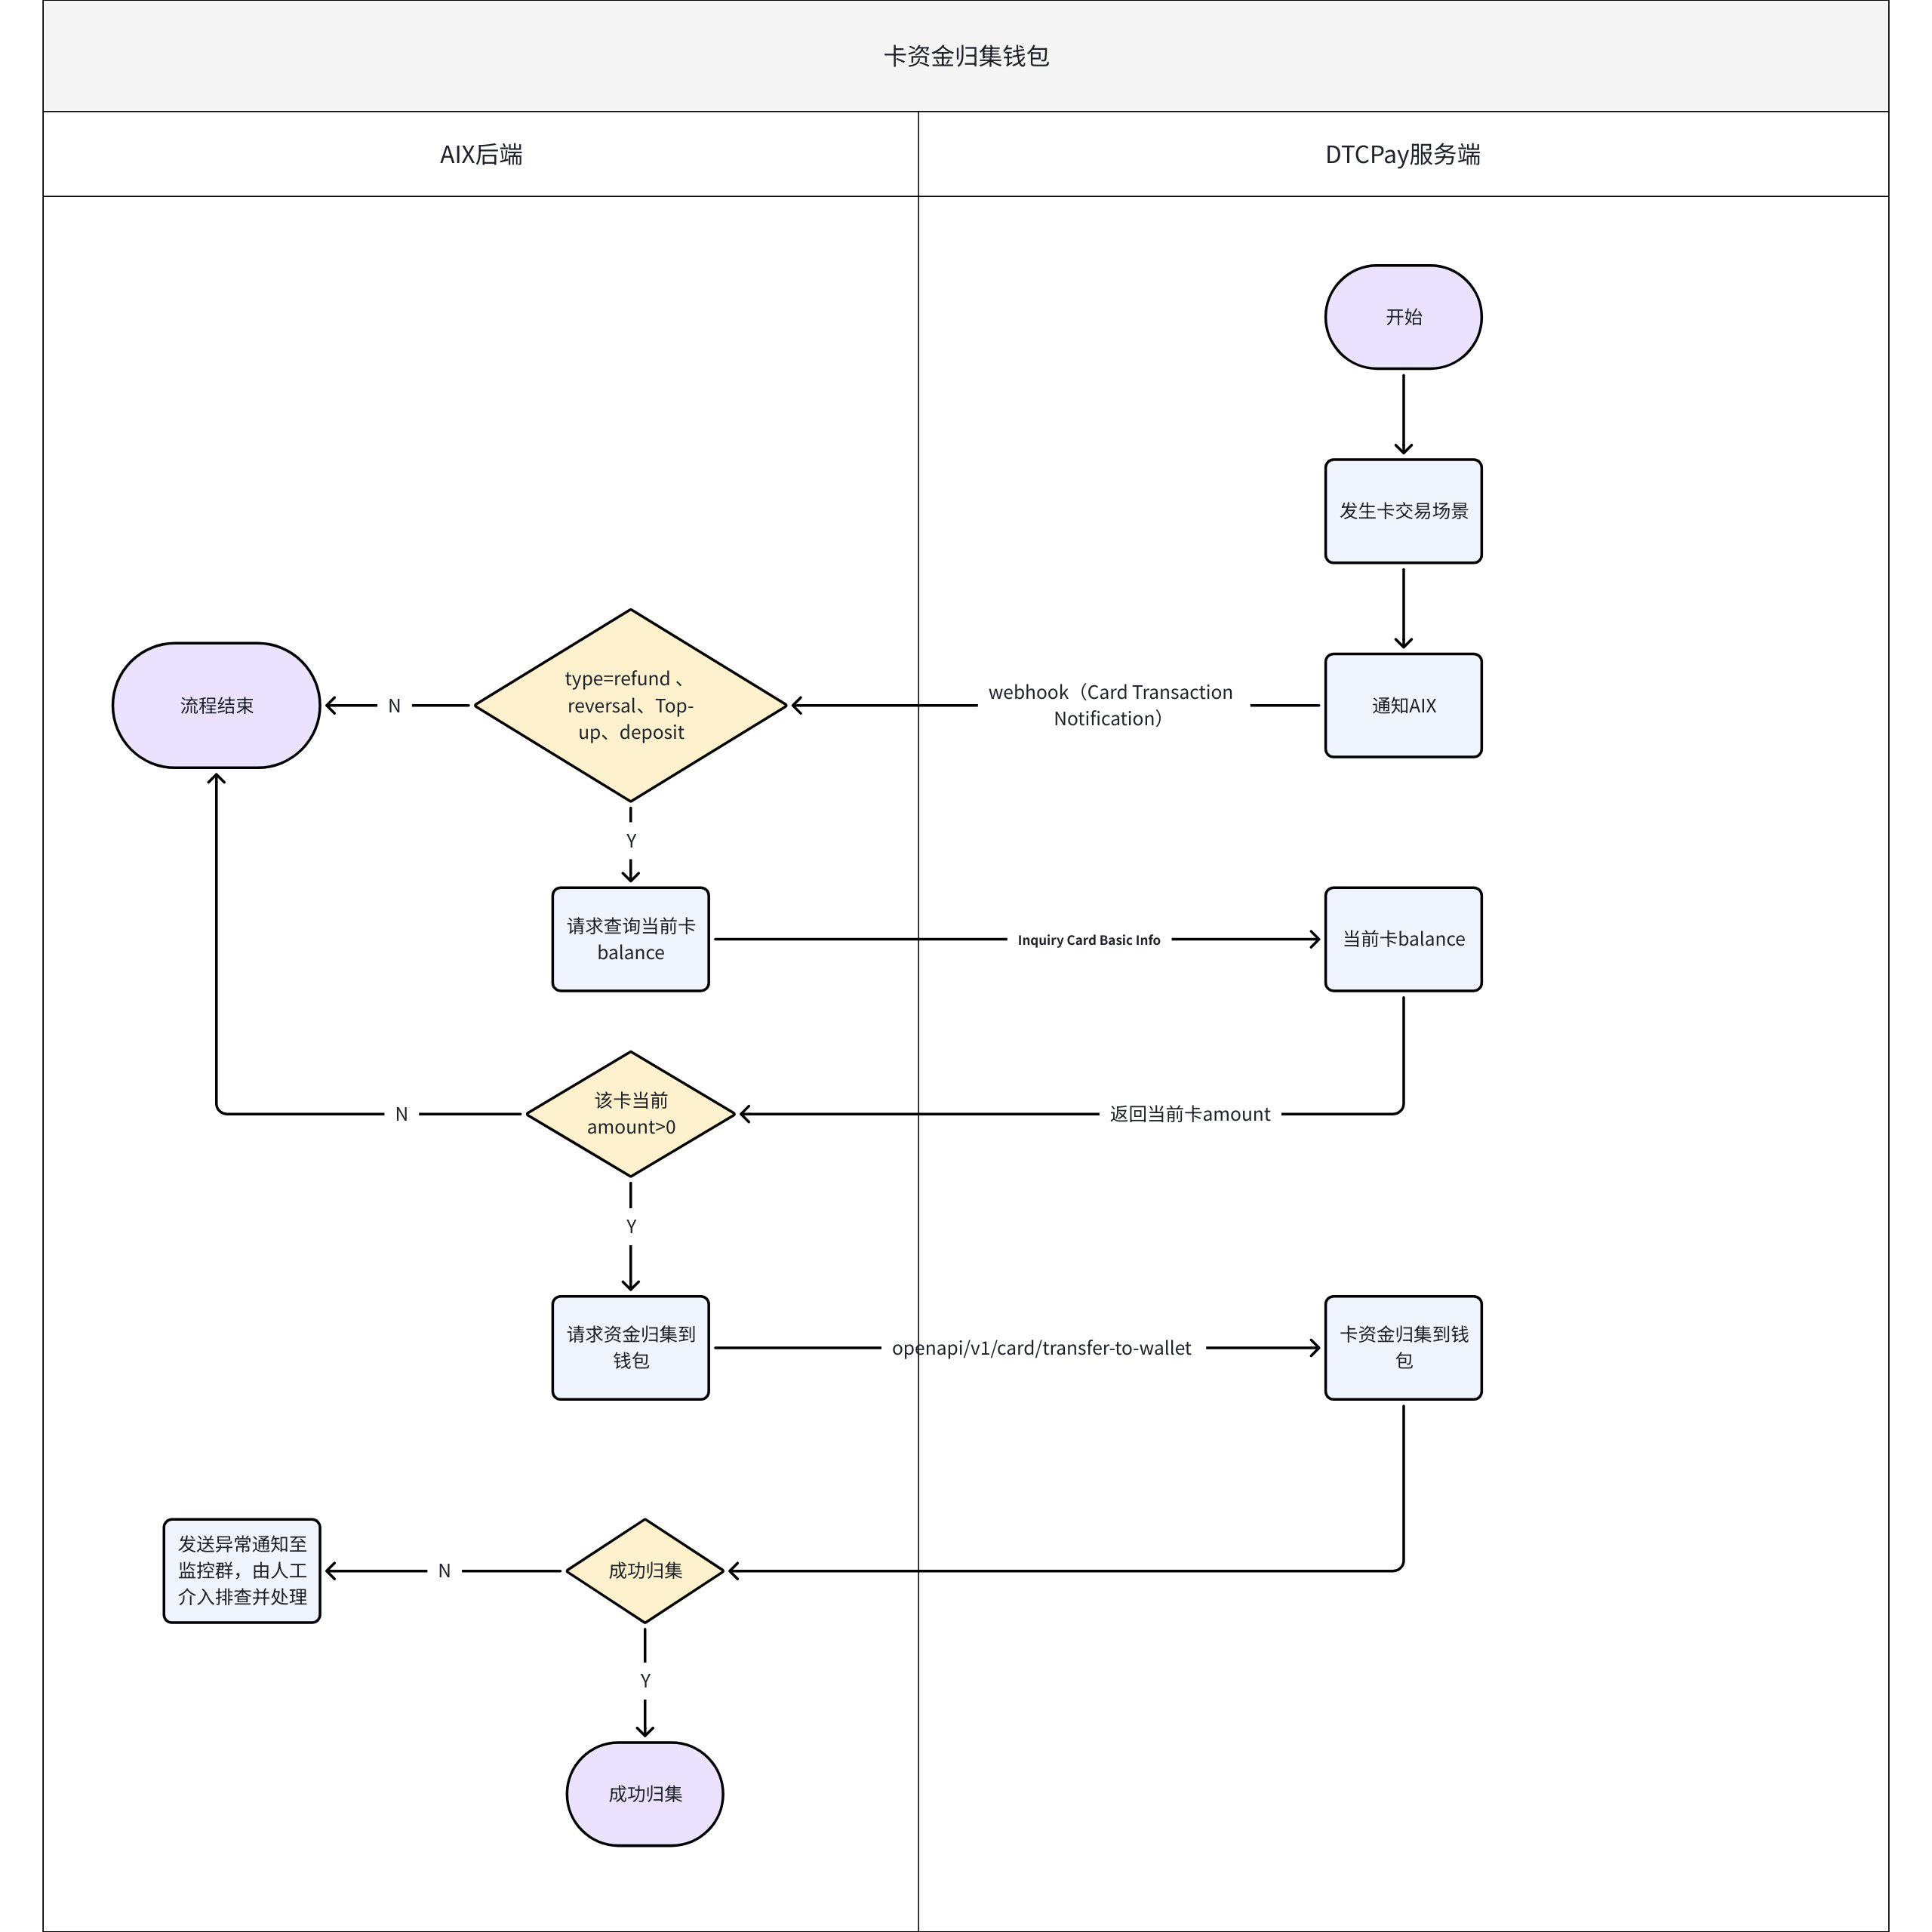 卡资金归集钱包
AIX后端
DTCPay服务端
开始
发生卡交易场景
通知AIX
webhook（Card Transaction
Notification）
type=refund 、
reversal、Top-
up、deposit
N
流程结束
Y
请求查询当前卡
balance
Inquiry Card Basic Info
当前卡balance
返回当前卡amount
该卡当前
amount>0
N
Y
请求资金归集到
钱包
openapi/v1/card/transfer-to-wallet
卡资金归集到钱
包
成功归集
N
发送异常通知至
监控群，由人工
介入排查并处理
Y
成功归集